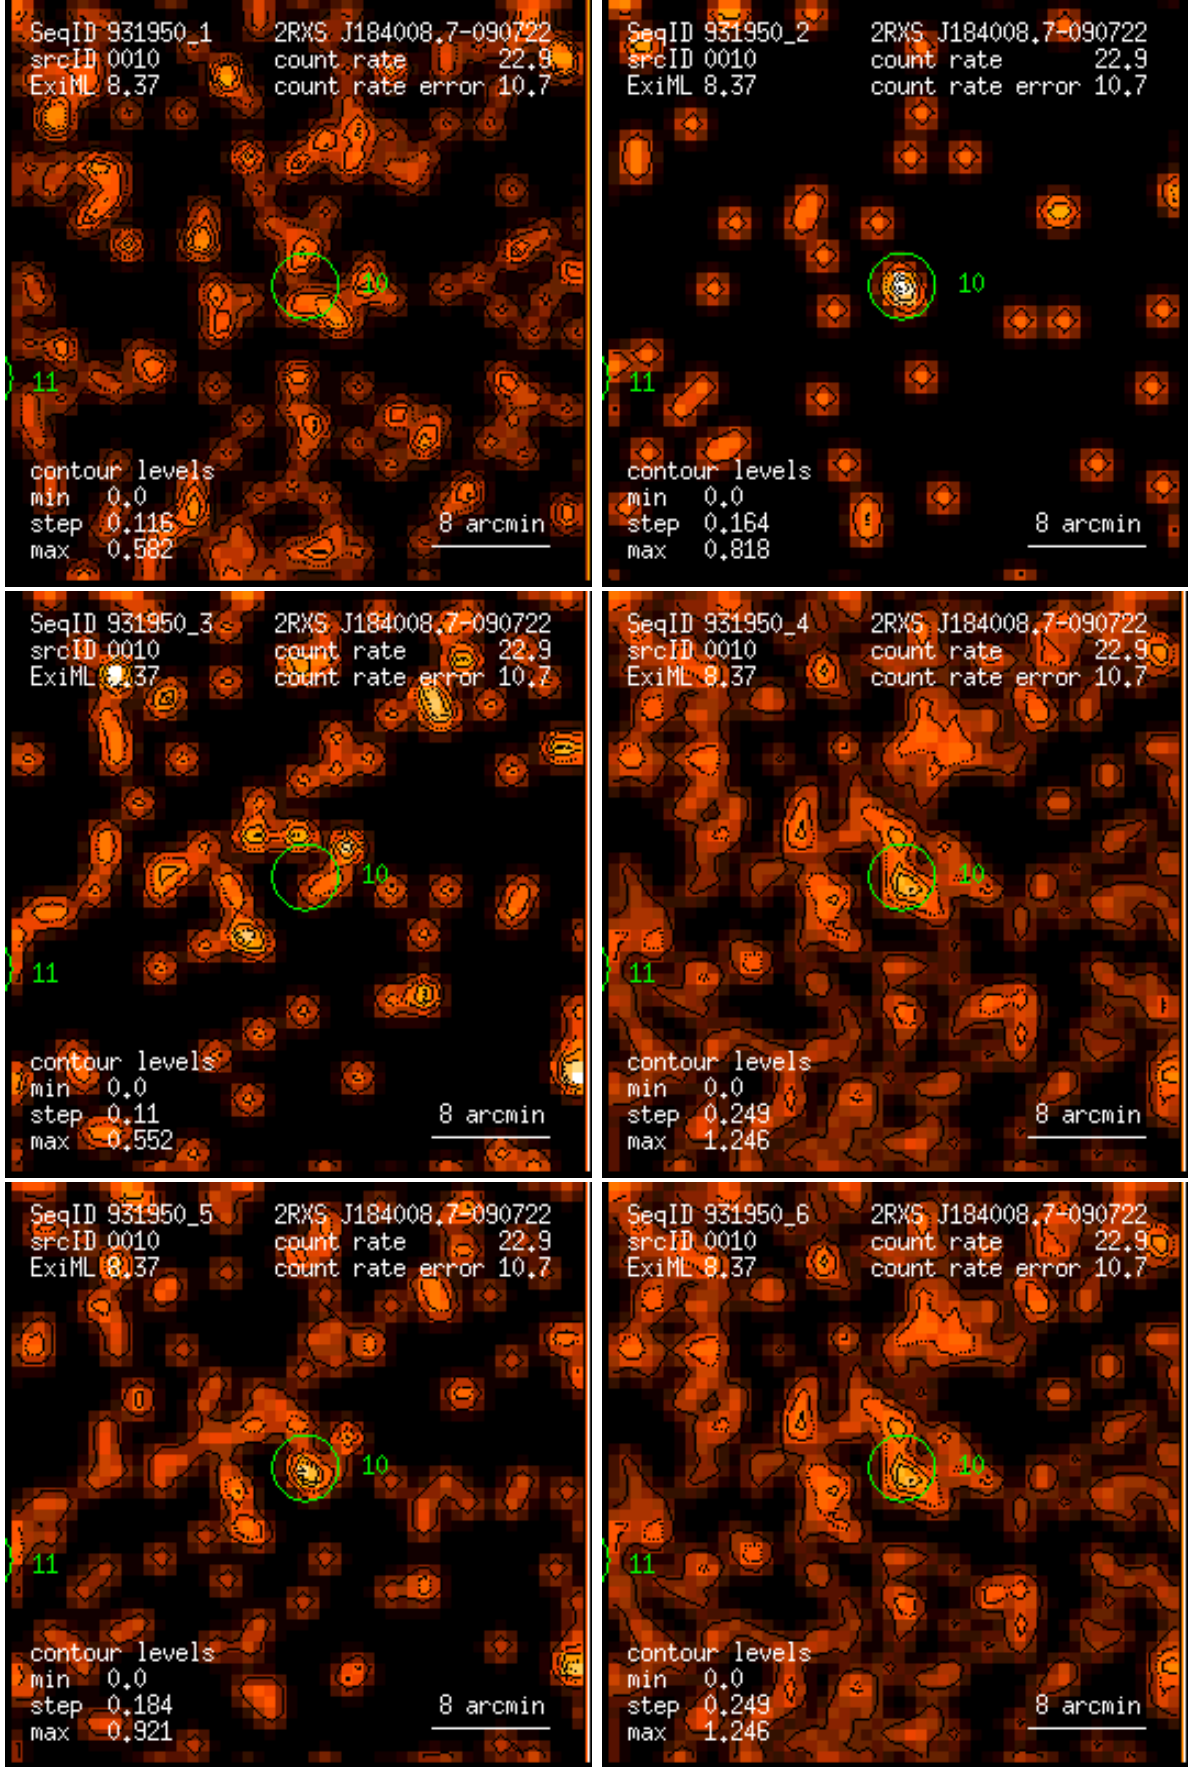 SeqID 931950_1 2RXS J184008.7-090722
srcID 0010 count rate 22.9
ExiML 8.37 count rate error 10.7
10
11
contour levels
min 0.0
step 0.116
max 0.582
8 arcmin
SeqID 931950_2 2RXS J184008.7-090722
srcID 0010 count rate 22.9
ExiML 8.37 count rate error 10.7
10
11
contour levels
min 0.0
step 0.164
max 0.818
8 arcmin
SeqID 931950_3 2RXS J184008.7-090722
srcID 0010 count rate 22.9
ExiML 8.37 count rate error 10.7
10
11
contour levels
min 0.0
step 0.11
max 0.552
8 arcmin
SeqID 931950_4 2RXS J184008.7-090722
srcID 0010 count rate 22.9
ExiML 8.37 count rate error 10.7
10
11
contour levels
min 0.0
step 0.249
max 1.246
8 arcmin
SeqID 931950_5 2RXS J184008.7-090722
srcID 0010 count rate 22.9
ExiML 8.37 count rate error 10.7
10
11
contour levels
min 0.0
step 0.184
max 0.921
8 arcmin
SeqID 931950_6 2RXS J184008.7-090722
srcID 0010 count rate 22.9
ExiML 8.37 count rate error 10.7
10
11
contour levels
min 0.0
step 0.249
max 1.246
8 arcmin